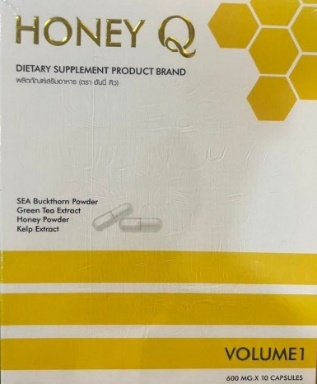 HONEY Q
DIETARY SUPPLEMENT PRODUCT BRAND
ผลิตภัณฑ์เสริมอาหาร (ตรา ฮันนี่ คิว)
SEA Buckthorn Powder
Green Tea Extract
Honey Powder
Kelp Extract
VOLUME1
600 MG.X 10 CAPSULES